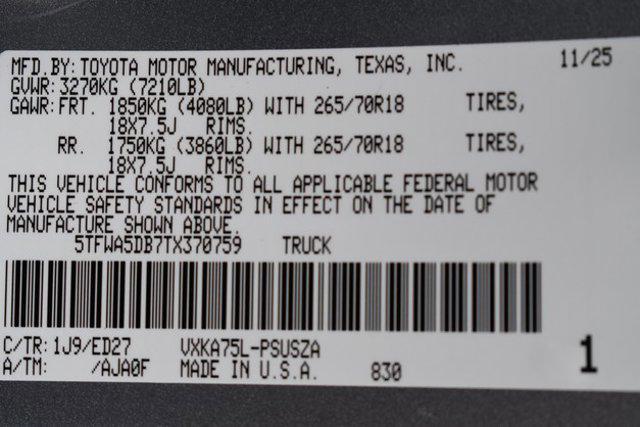 MFD.BY: TOYOTA MOTOR MANUFACTURING, TEXAS, INC. 11/25
GVWR: 3270KG (7210LB)
GAWR: FRT. 1850KG (4080LB) WITH 265/70R18 TIRES,
18X7.5J RIMS.
RR. 1750KG (3860LB) WITH 265/70R18 TIRES,
18X7.5J RIMS.
THIS VEHICLE CONFORMS TO ALL APPLICABLE FEDERAL MOTOR
VEHICLE SAFETY STANDARDS IN EFFECT ON THE DATE OF
MANUFACTURE SHOWN ABOVE.
5TFWA5DB7TX370759 TRUCK
C/TR: 1J9/ED27 VXKA75L-PSUSZA
A/TM: /AJA0F MADE IN U.S.A. 830 1